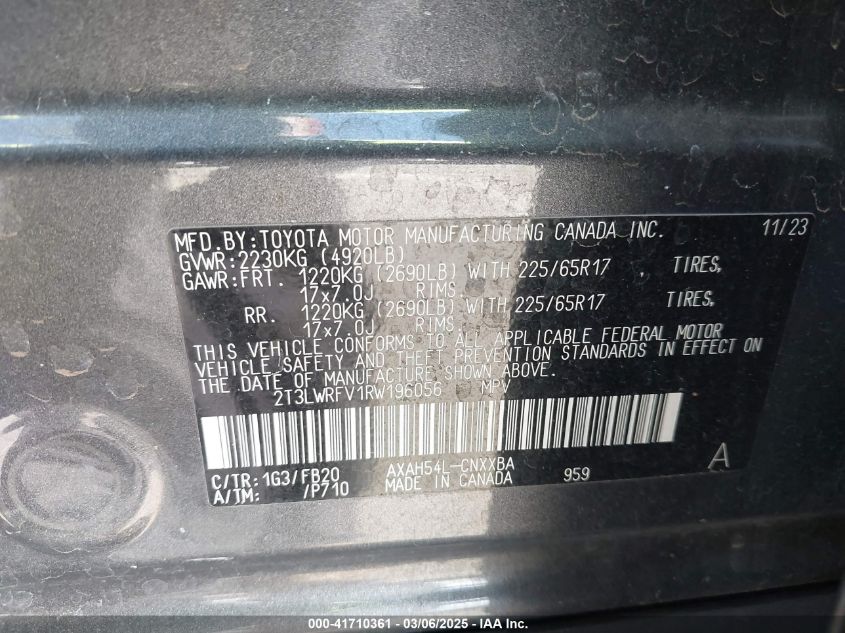 MFD.BY:TOYOTA MOTOR MANUFACTURING CANADA INC. 11/23
GVWR:2230KG (4920LB)
GAWR:FRT. 1220KG (2690LB) WITH 225/65R17 , TIRES,
17x7.0J RIMS.
RR. 1220KG (2690LB) WITH 225/65R17 TIRES,
17x7.0J RIMS.
THIS VEHICLE CONFORMS TO ALL APPLICABLE FEDERAL MOTOR
VEHICLE SAFETY AND THEFT PREVENTION STANDARDS IN EFFECT ON
THE DATE OF MANUFACTURE SHOWN ABOVE.
2T3LWRFV1RW196056 MPV
C/TR:1G3/FB20 AXAH54L-CNXXBA A
A/TM: /P710 MADE IN CANADA 959
000-41710361 - 03/06/2025 - IAA Inc.